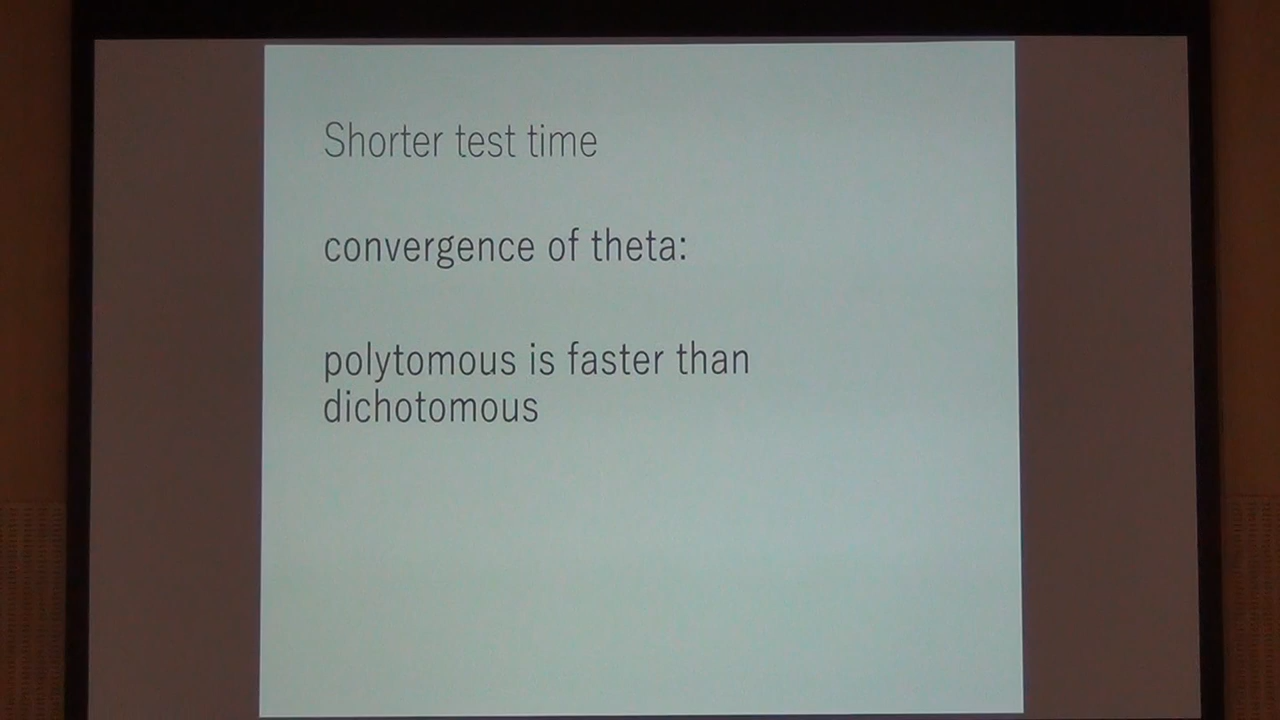 Shorter test time
convergence of theta:
polytomous is faster than
dichotomous